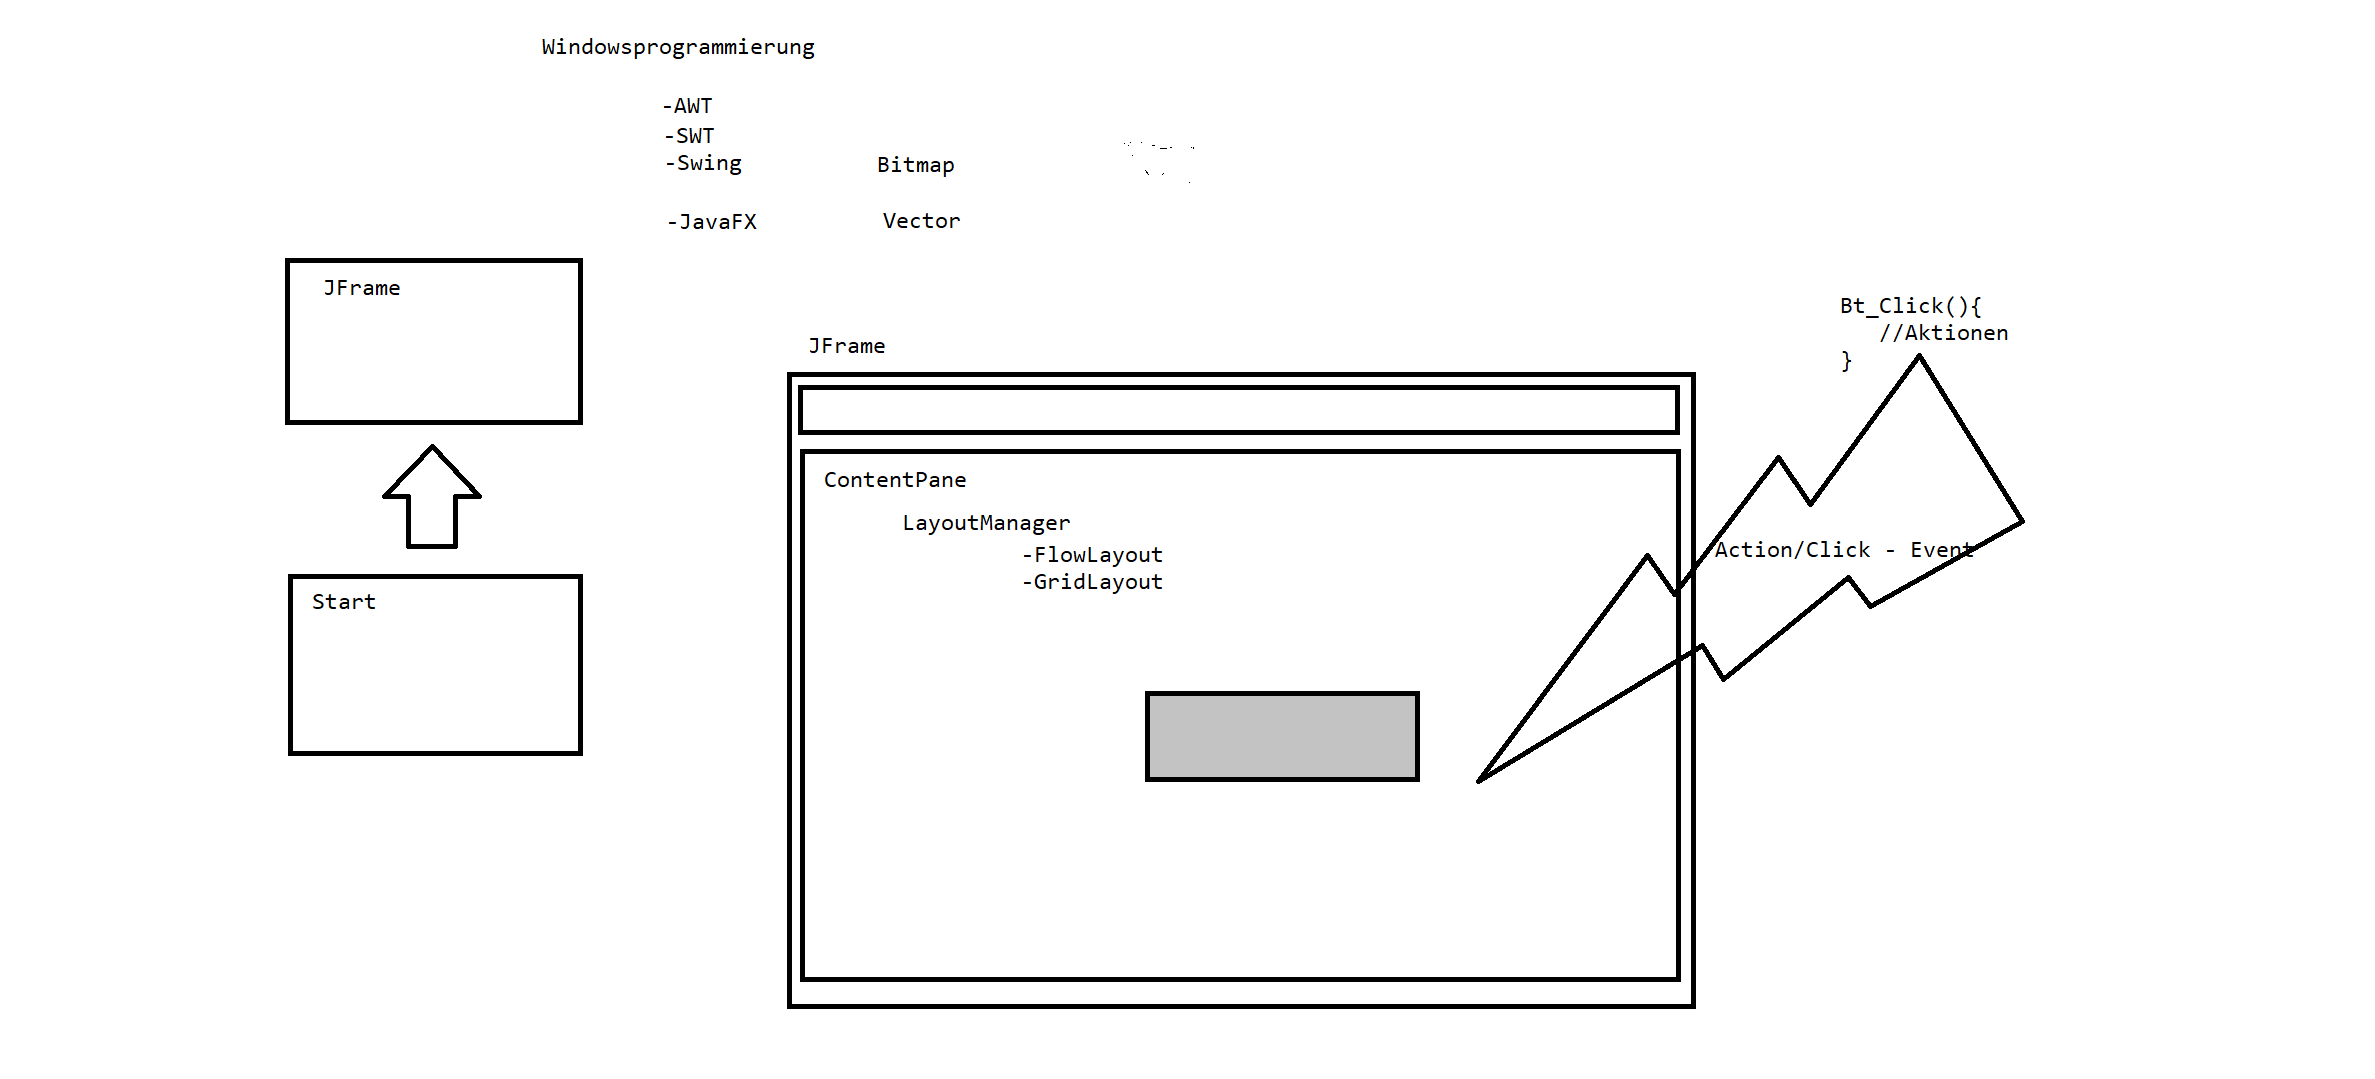 Windowsprogrammierung
-AWT
-SWT
-Swing Bitmap
-JavaFX Vector
JFrame
Start
JFrame
ContentPane
LayoutManager
-FlowLayout
-GridLayout
Bt_Click(){
//Aktionen
}
Action/Click - Event